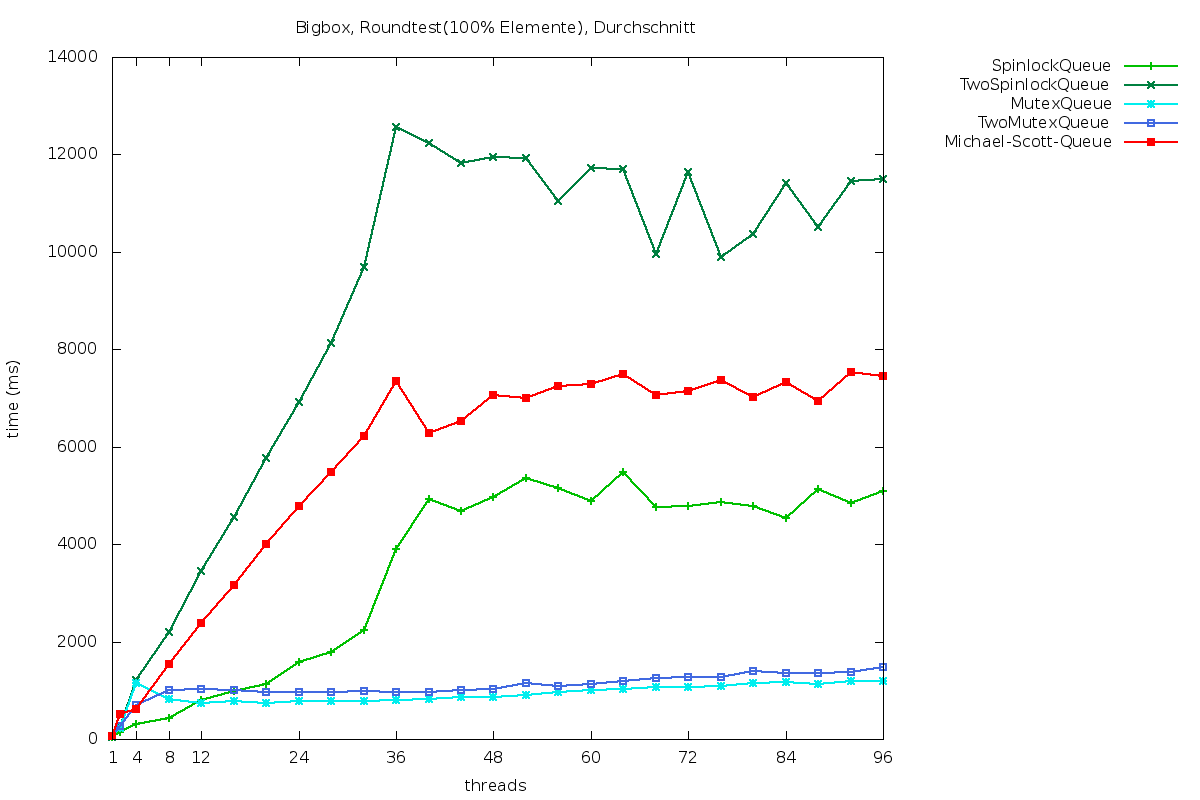 Bigbox, Roundtest(100% Elemente), Durchschnitt
SpinlockQueue
TwoSpinlockQueue
MutexQueue
TwoMutexQueue
Michael-Scott-Queue
14000
12000
10000
8000
6000
4000
2000
0
time (ms)
1 4 8 12 24 36 48 60 72 84 96
threads